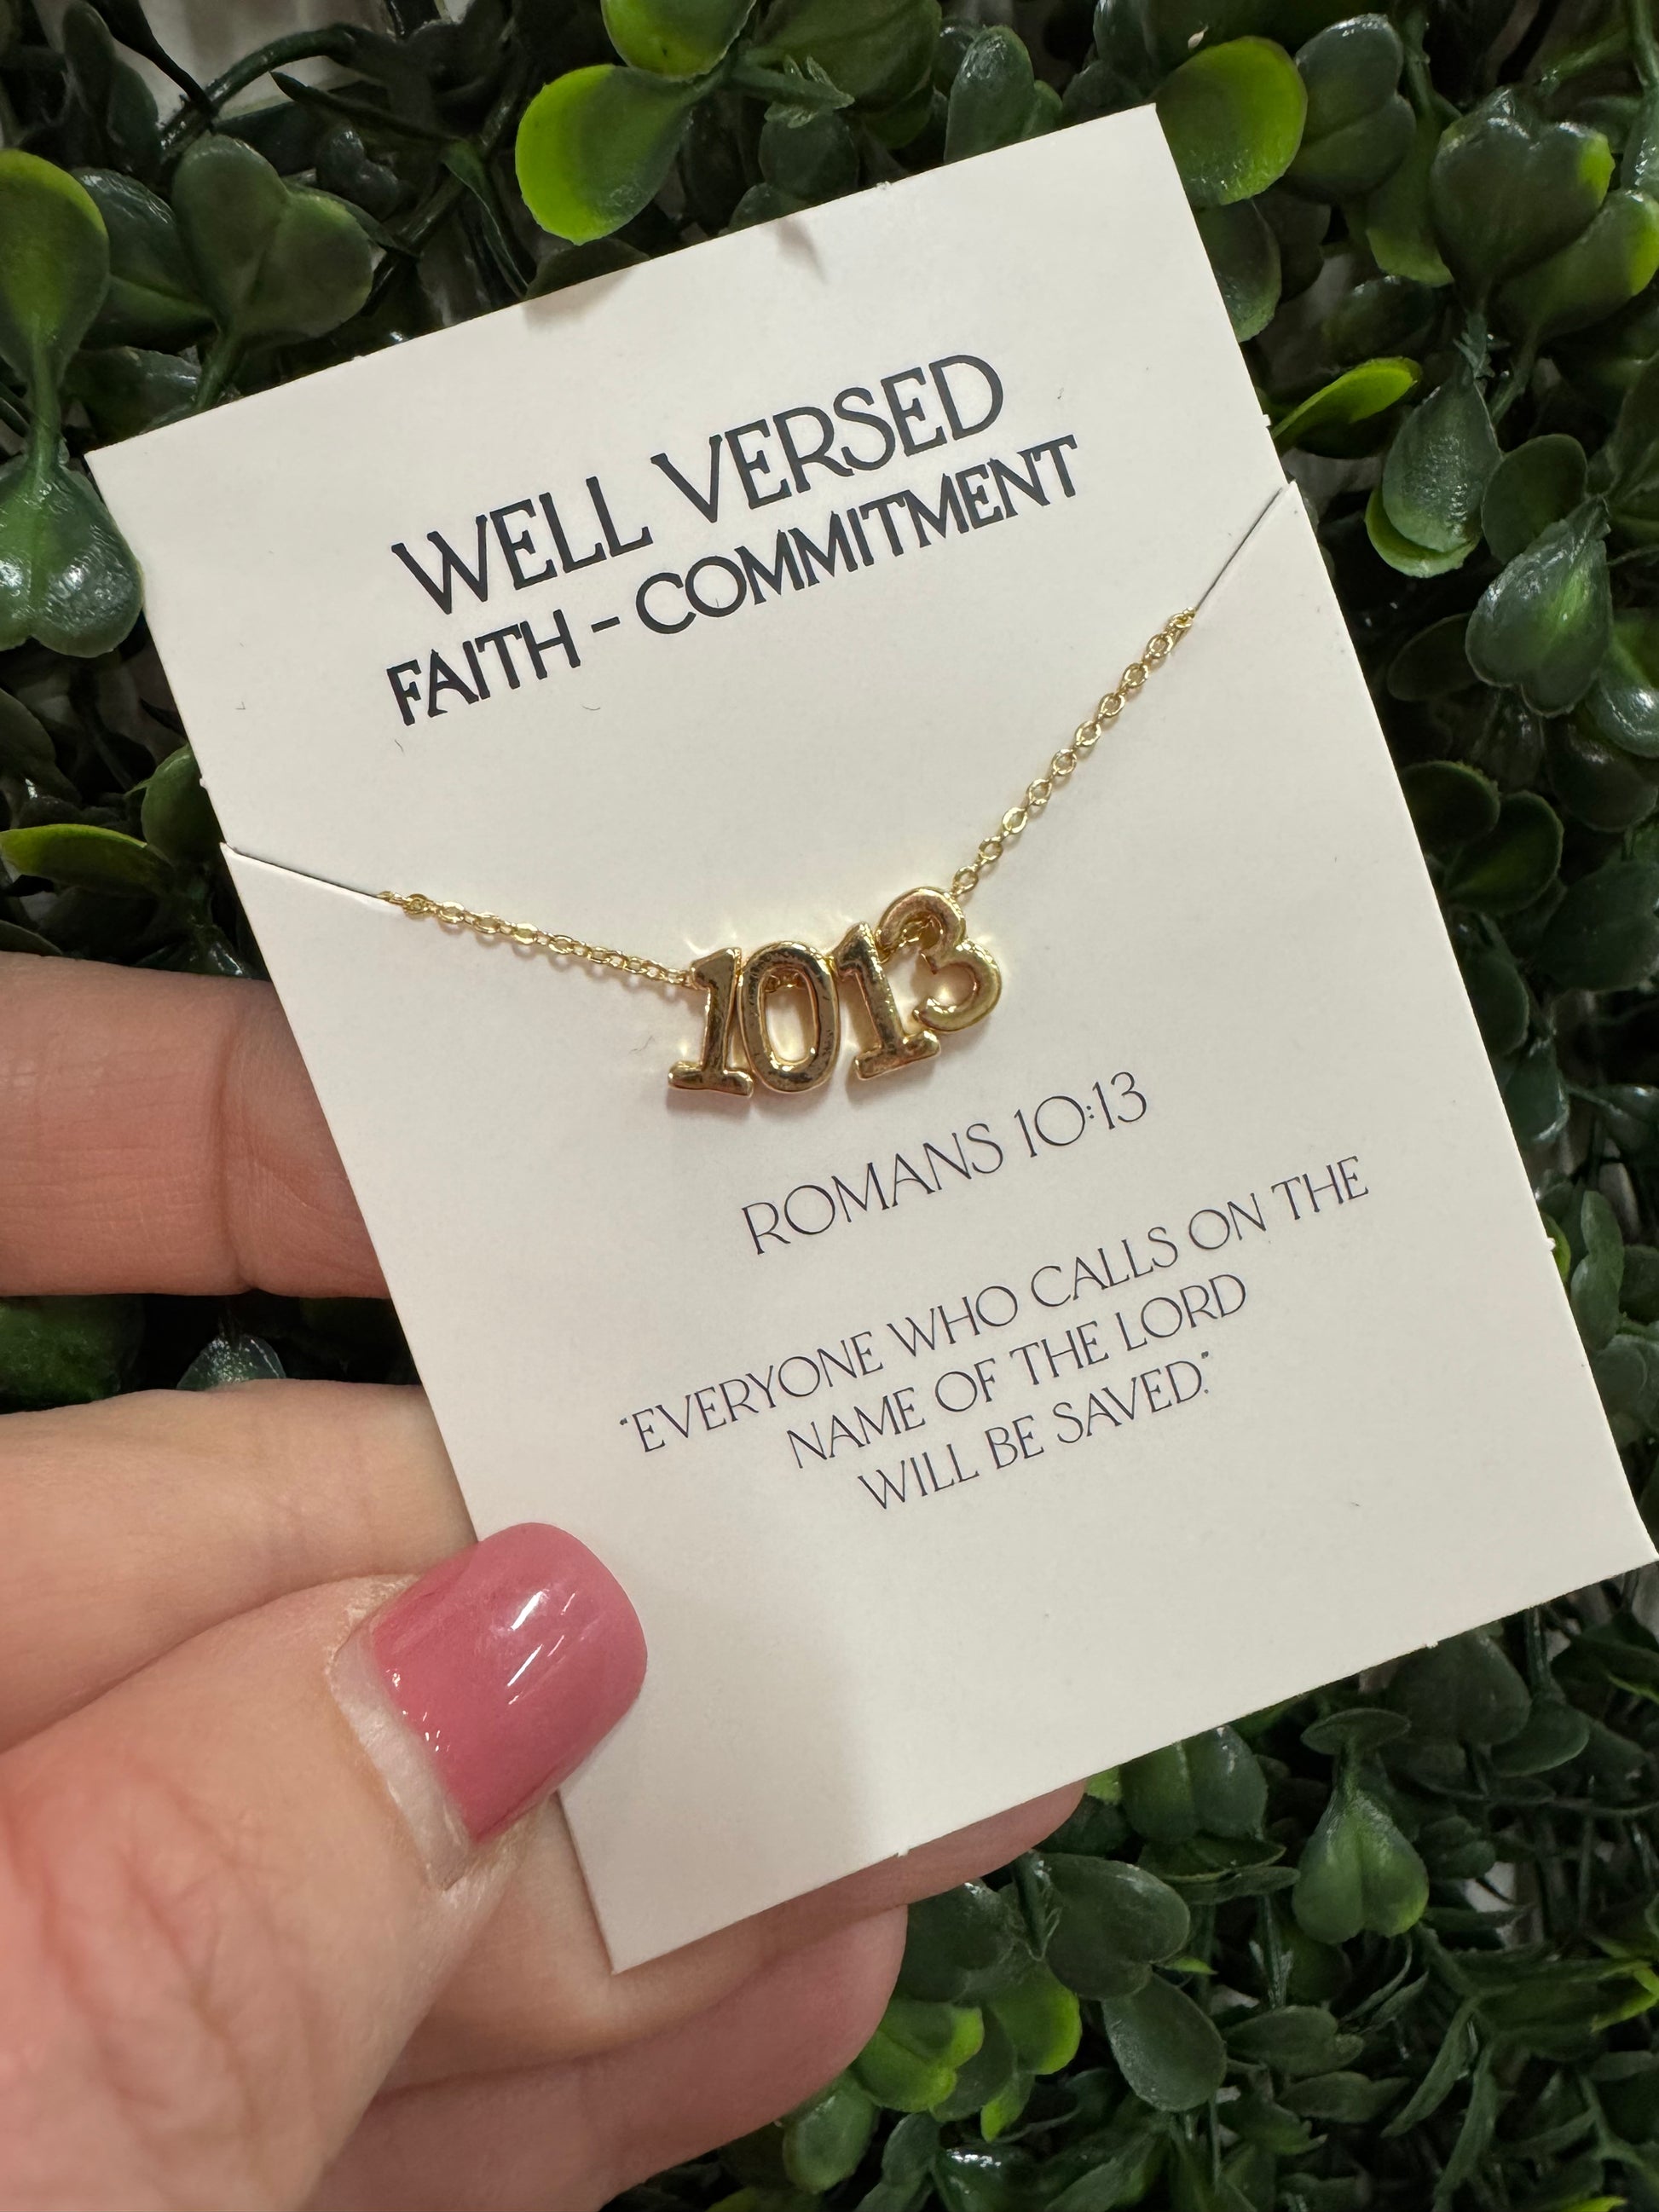 WELL VERSED
FAITH - COMMITMENT
1013
ROMANS 10:13
"EVERYONE WHO CALLS ON THE
NAME OF THE LORD
WILL BE SAVED."